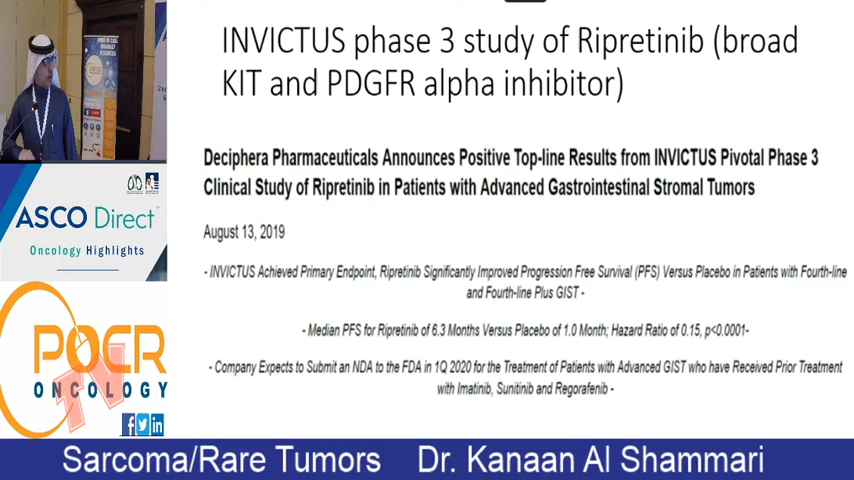 INVICTUS phase 3 study of Ripretinib (broad
KIT and PDGFR alpha inhibitor)
Deciphera Pharmaceuticals Announces Positive Top-line Results from INVICTUS Pivotal Phase 3
Clinical Study of Ripretinib in Patients with Advanced Gastrointestinal Stromal Tumors
August 13, 2019
- INVICTUS Achieved Primary Endpoint, Ripretinib Significantly Improved Progression Free Survival (PFS) Versus Placebo in Patients with Fourth-line
and Fourth-line Plus GIST -
- Median PFS for Ripretinib of 6.3 Months Versus Placebo of 1.0 Month; Hazard Ratio of 0.15, p<0.0001-
- Company Expects to Submit an NDA to the FDA in 1Q 2020 for the Treatment of Patients with Advanced GIST who have Received Prior Treatment
with Imatinib, Sunitinib and Regorafenib -
ASCO Direct™
Oncology Highlights
POCR
ONCOLOGY
TV
Sarcoma/Rare Tumors Dr. Kanaan Al Shammari